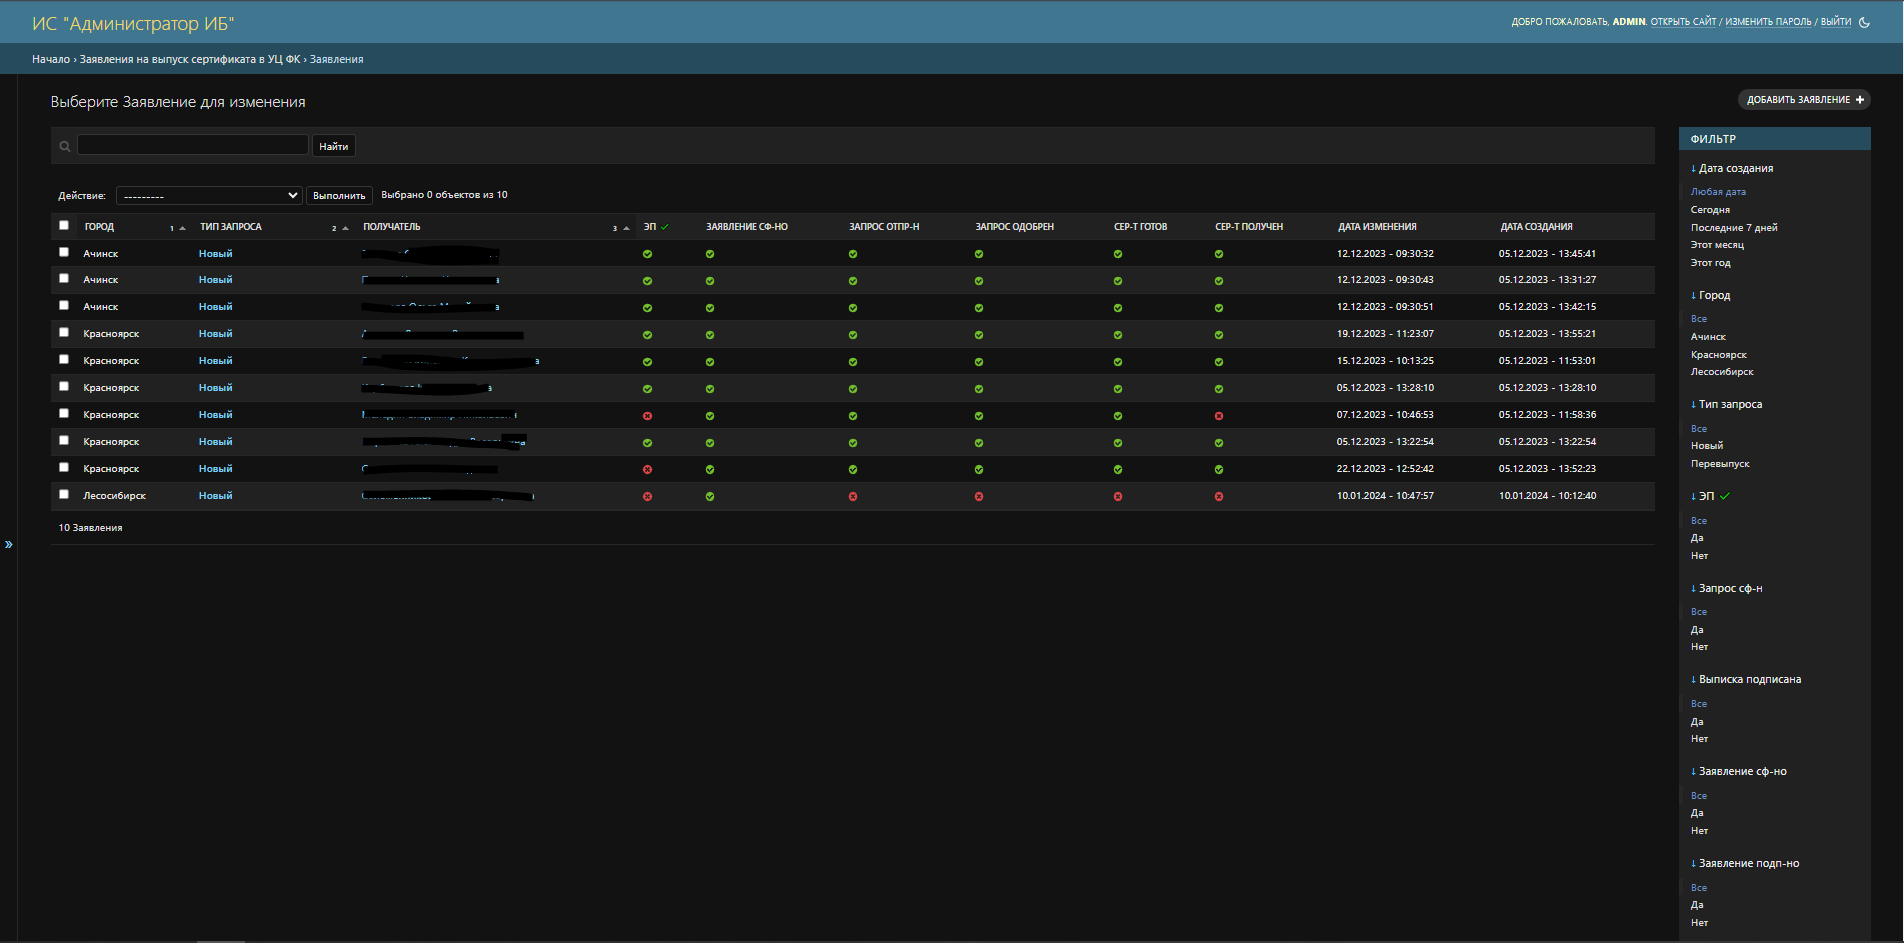 ИС "Администратор ИБ"
ДОБРО ПОЖАЛОВАТЬ, ADMIN. ОТКРЫТЬ САЙТ / ИЗМЕНИТЬ ПАРОЛЬ / ВЫЙТИ
Начало › Заявления на выпуск сертификата в УЦ ФК › Заявления
Выберите Заявление для изменения
ДОБАВИТЬ ЗАЯВЛЕНИЕ +
Найти
Действие: --------- Выполнить Выбрано 0 объектов из 10
ГОРОД 1 ТИП ЗАПРОСА 2 ПОЛУЧАТЕЛЬ 3 ЭП ЗАЯВЛЕНИЕ СФ-НО ЗАПРОС ОТПР-Н ЗАПРОС ОДОБРЕН СЕР-Т ГОТОВ СЕР-Т ПОЛУЧЕН ДАТА ИЗМЕНЕНИЯ ДАТА СОЗДАНИЯ
Ачинск Новый 12.12.2023 - 09:30:32 05.12.2023 - 13:45:41
Ачинск Новый 12.12.2023 - 09:30:43 05.12.2023 - 13:31:27
Ачинск Новый 12.12.2023 - 09:30:51 05.12.2023 - 13:42:15
Красноярск Новый 19.12.2023 - 11:23:07 05.12.2023 - 13:55:21
Красноярск Новый 15.12.2023 - 10:13:25 05.12.2023 - 11:53:01
Красноярск Новый 05.12.2023 - 13:28:10 05.12.2023 - 13:28:10
Красноярск Новый 07.12.2023 - 10:46:53 05.12.2023 - 11:58:36
Красноярск Новый 05.12.2023 - 13:22:54 05.12.2023 - 13:22:54
Красноярск Новый 22.12.2023 - 12:52:42 05.12.2023 - 13:52:23
Лесосибирск Новый 10.01.2024 - 10:47:57 10.01.2024 - 10:12:40
10 Заявления
»
ФИЛЬТР
↓ Дата создания
Любая дата
Сегодня
Последние 7 дней
Этот месяц
Этот год
↓ Город
Все
Ачинск
Красноярск
Лесосибирск
↓ Тип запроса
Все
Новый
Перевыпуск
↓ ЭП
Все
Да
Нет
↓ Запрос сф-н
Все
Да
Нет
↓ Выписка подписана
Все
Да
Нет
↓ Заявление сф-но
Все
Да
Нет
↓ Заявление подп-но
Все
Да
Нет